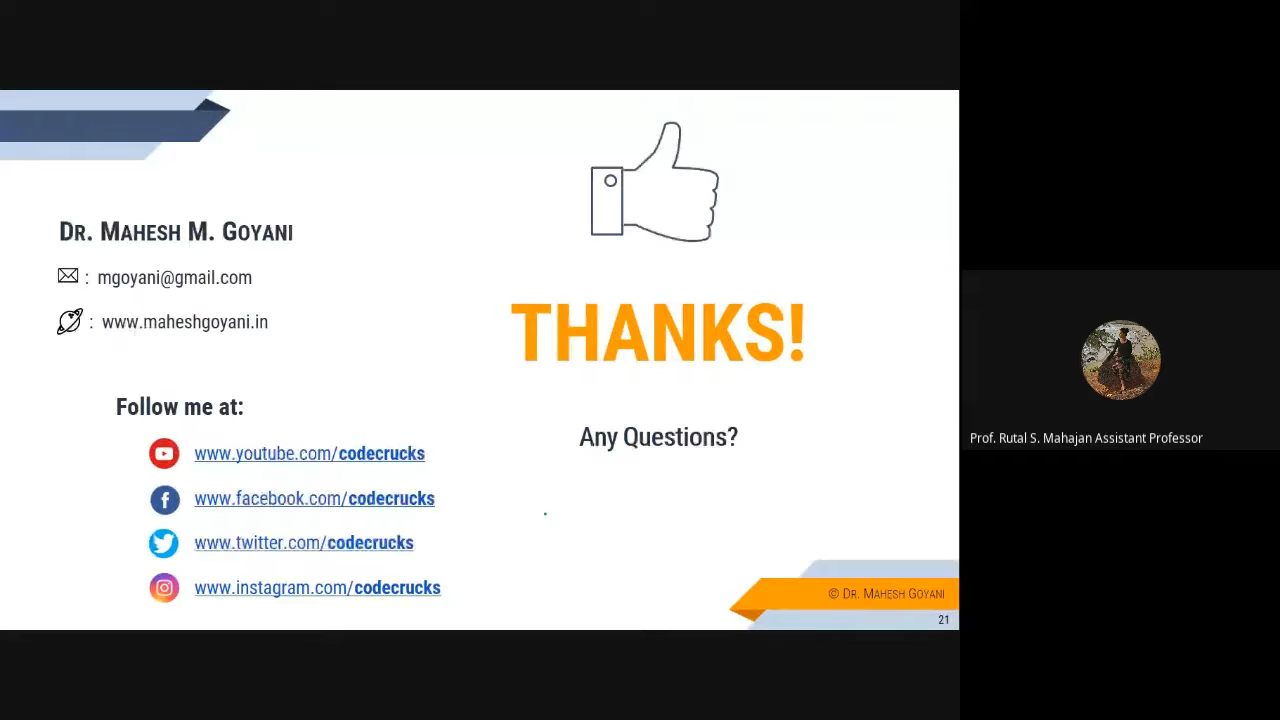 DR. MAHESH M. GOYANI
: mgoyani@gmail.com
: www.maheshgoyani.in
Follow me at:
www.youtube.com/codecrucks
www.facebook.com/codecrucks
www.twitter.com/codecrucks
www.instagram.com/codecrucks
THANKS!
Any Questions?
© DR. MAHESH GOYANI
21
Prof. Rutal S. Mahajan Assistant Professor